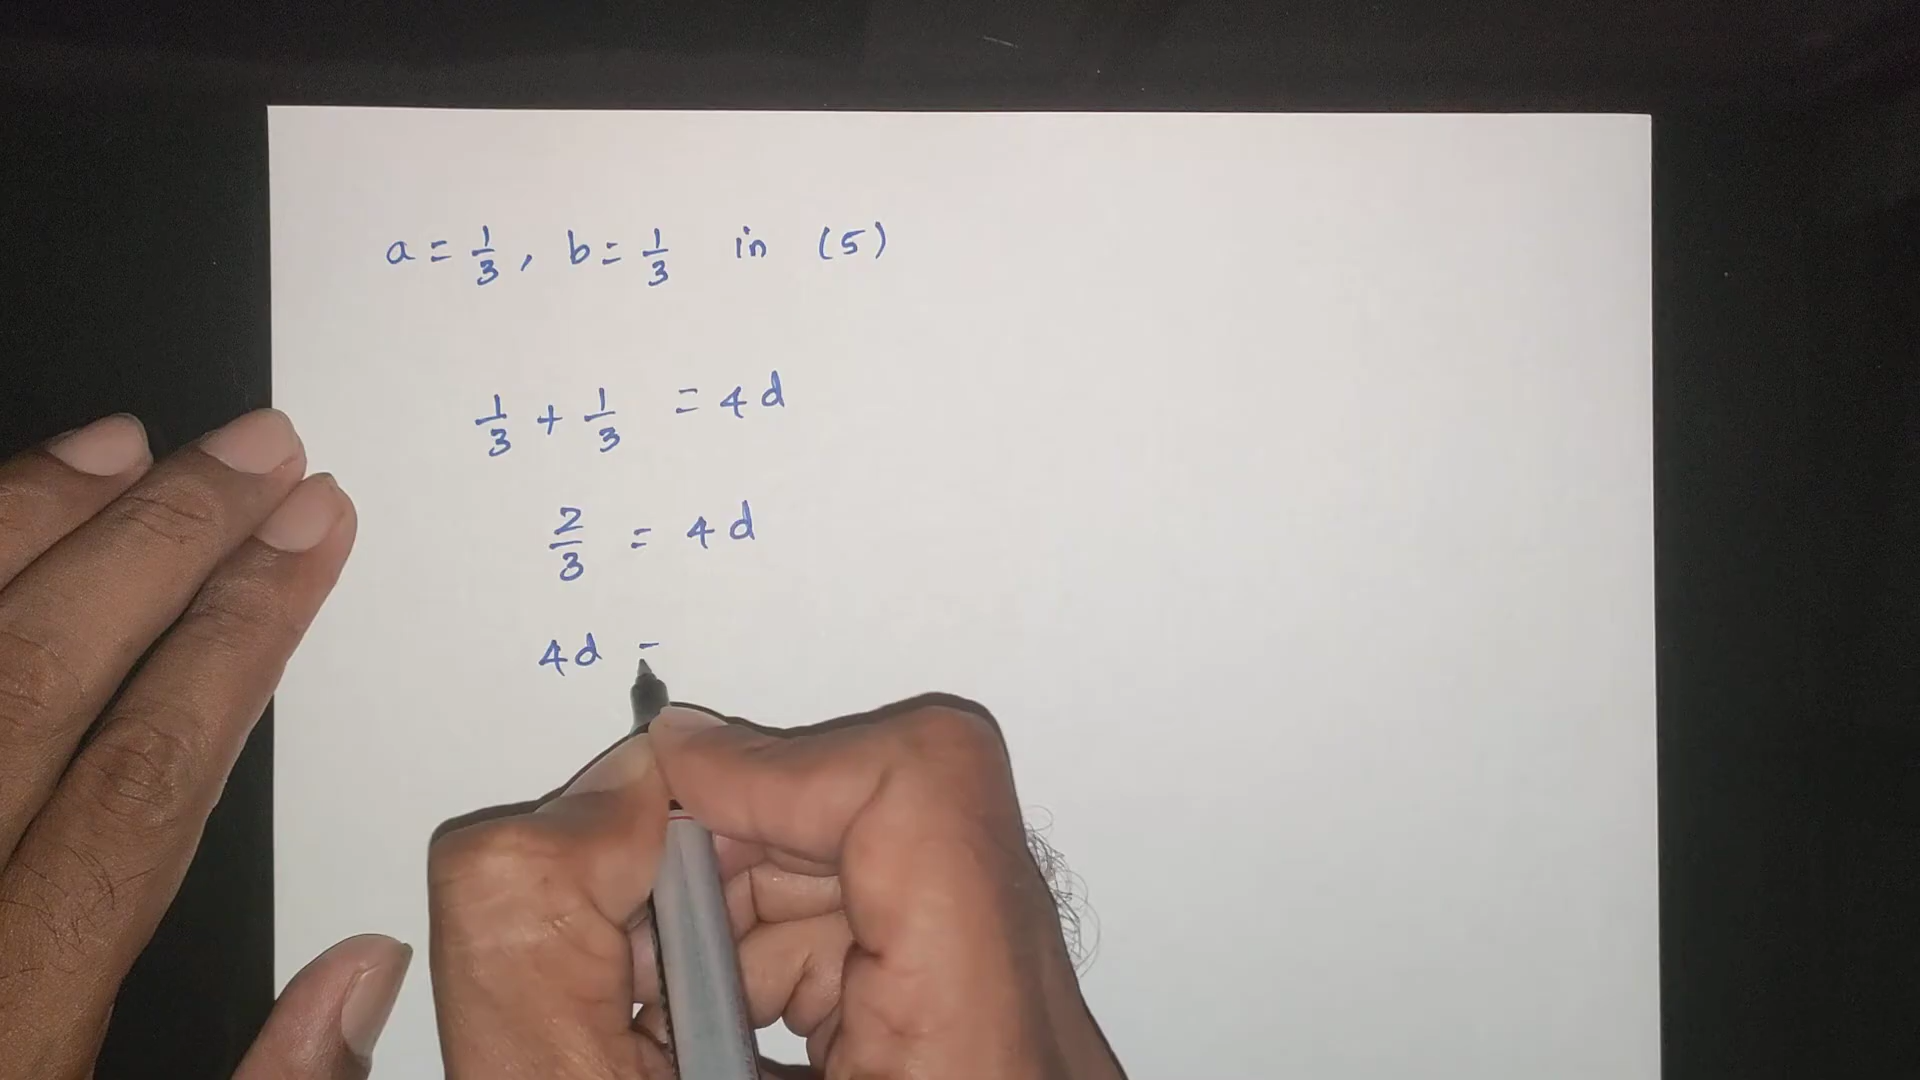 a = 1/3, b = 1/3 in (5)
1/3 + 1/3 = 4d
2/3 = 4d
4d -